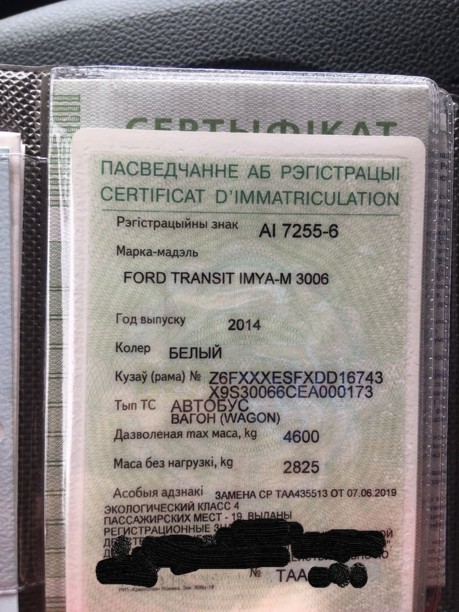 СЕРТЫФІКАТ
ПАСВЕДЧАННЕ АБ РЭГІСТРАЦЫІ
CERTIFICAT D'IMMATRICULATION
Рэгістрацыйны знак AI 7255-6
Марка-мадэль
FORD TRANSIT IMYA-M 3006
Год выпуску 2014
Колер БЕЛЫЙ
Кузаў (рама) № Z6FXXXESFXDD16743
X9S30066CEA000173
Тып ТС АВТОБУС
ВАГОН (WAGON)
Дазволеная max маса, kg 4600
Маса без нагрузкі, kg 2825
Асобыя адзнакі ЗАМЕНА СР ТАА435513 ОТ 07.06.2019
ЭКОЛОГИЧЕСКИЙ КЛАСС 4
ПАССАЖИРСКИХ МЕСТ - 19, ВЫДАНЫ
РЕГИСТРАЦИОННЫЕ
№ ТАА